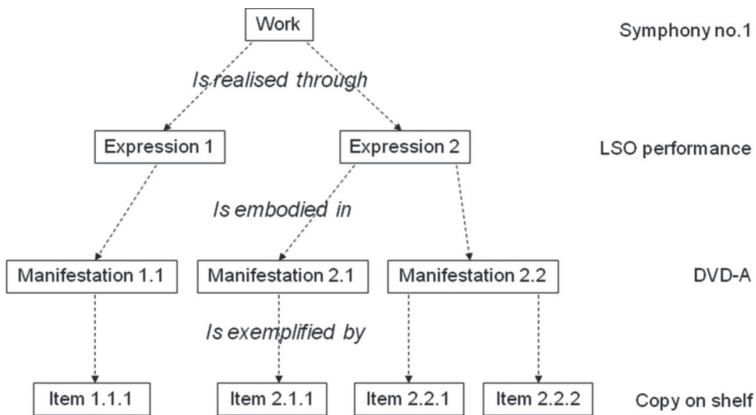 Work
Symphony no.1
Is realised through
Expression 1
Expression 2
LSO performance
Is embodied in
Manifestation 1.1
Manifestation 2.1
Manifestation 2.2
DVD-A
Is exemplified by
Item 1.1.1
Item 2.1.1
Item 2.2.1
Item 2.2.2
Copy on shelf